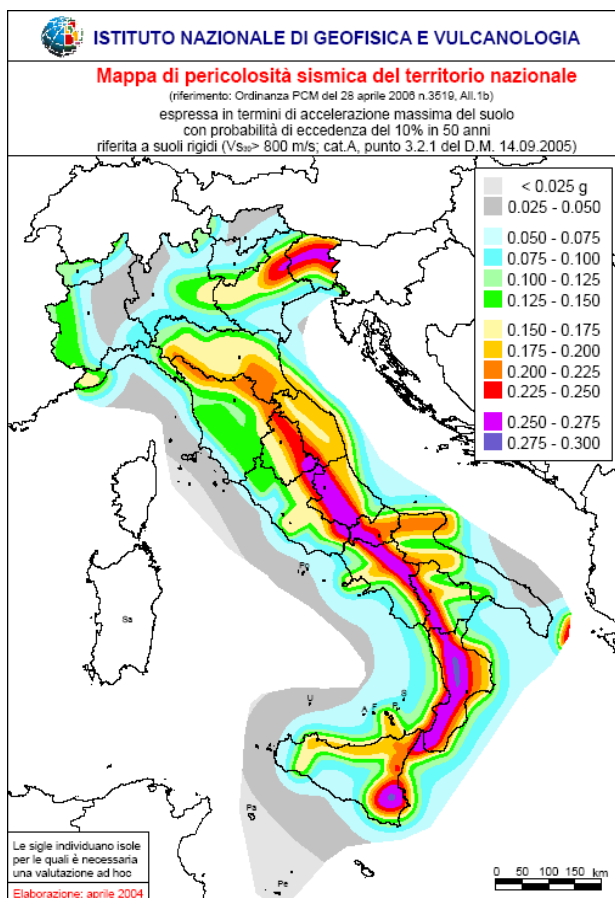 ISTITUTO NAZIONALE DI GEOFISICA E VULCANOLOGIA
Mappa di pericolosità sismica del territorio nazionale
(riferimento: Ordinanza PCM del 28 aprile 2006 n.3519, All.1b)
espressa in termini di accelerazione massima del suolo
con probabilità di eccedenza del 10% in 50 anni
riferita a suoli rigidi (Vs₃₀> 800 m/s; cat.A, punto 3.2.1 del D.M. 14.09.2005)
< 0.025 g
0.025 - 0.050
0.050 - 0.075
0.075 - 0.100
0.100 - 0.125
0.125 - 0.150
0.150 - 0.175
0.175 - 0.200
0.200 - 0.225
0.225 - 0.250
0.250 - 0.275
0.275 - 0.300
Po
Sa
U
S
A
F
P
Pa
Pe
Le sigle individuano isole
per le quali è necessaria
una valutazione ad hoc
Elaborazione: aprile 2004
0 50 100 150 km